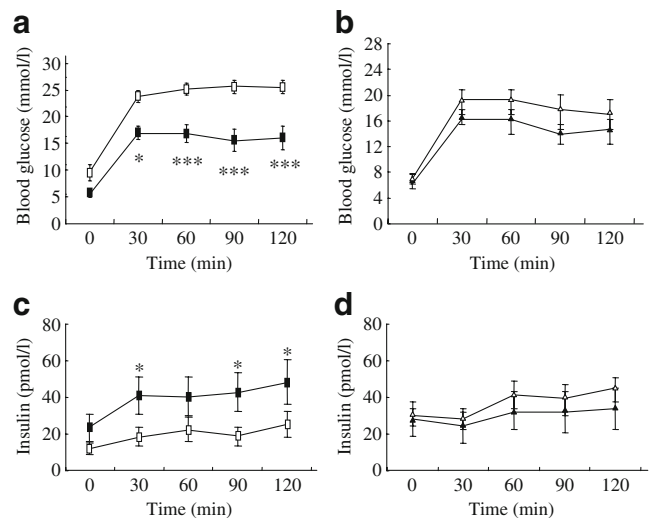 a
Blood glucose (mmol/l)
30
25
20
15
10
5
0
* *** *** ***
0 30 60 90 120
Time (min)
b
Blood glucose (mmol/l)
28
24
20
16
12
8
4
0
0 30 60 90 120
Time (min)
c
Insulin (pmol/l)
80
60
40
20
0
* * *
0 30 60 90 120
Time (min)
d
Insulin (pmol/l)
80
60
40
20
0
0 30 60 90 120
Time (min)